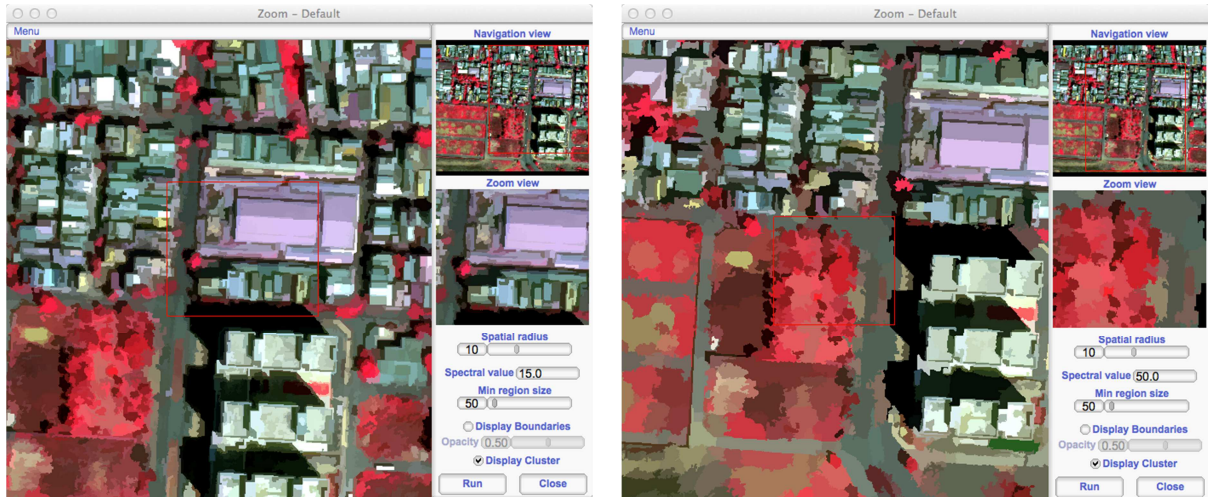 Zoom – Default
Menu
Navigation view
Zoom view
Spatial radius
10
Spectral value 15.0
Min region size
50
Display Boundaries
Opacity 0.50
Display Cluster
Run Close
Zoom – Default
Menu
Navigation view
Zoom view
Spatial radius
10
Spectral value 50.0
Min region size
50
Display Boundaries
Opacity 0.50
Display Cluster
Run Close